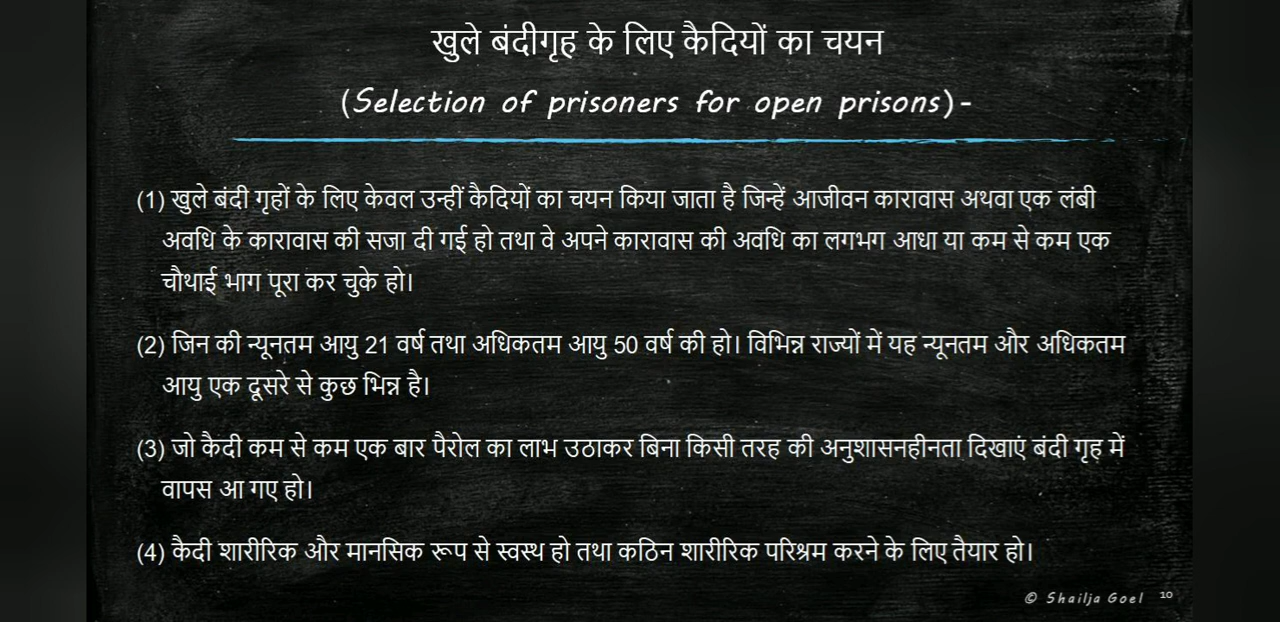 खुले बंदीगृह के लिए कैदियों का चयन
(Selection of prisoners for open prisons)-
(1) खुले बंदी गृहों के लिए केवल उन्हीं कैदियों का चयन किया जाता है जिन्हें आजीवन कारावास अथवा एक लंबी
अवधि के कारावास की सजा दी गई हो तथा वे अपने कारावास की अवधि का लगभग आधा या कम से कम एक
चौथाई भाग पूरा कर चुके हो।
(2) जिन की न्यूनतम आयु 21 वर्ष तथा अधिकतम आयु 50 वर्ष की हो। विभिन्न राज्यों में यह न्यूनतम और अधिकतम
आयु एक दूसरे से कुछ भिन्न है।
(3) जो कैदी कम से कम एक बार पैरोल का लाभ उठाकर बिना किसी तरह की अनुशासनहीनता दिखाएं बंदी गृह में
वापस आ गए हो।
(4) कैदी शारीरिक और मानसिक रूप से स्वस्थ हो तथा कठिन शारीरिक परिश्रम करने के लिए तैयार हो।
© Shailja Goel 10